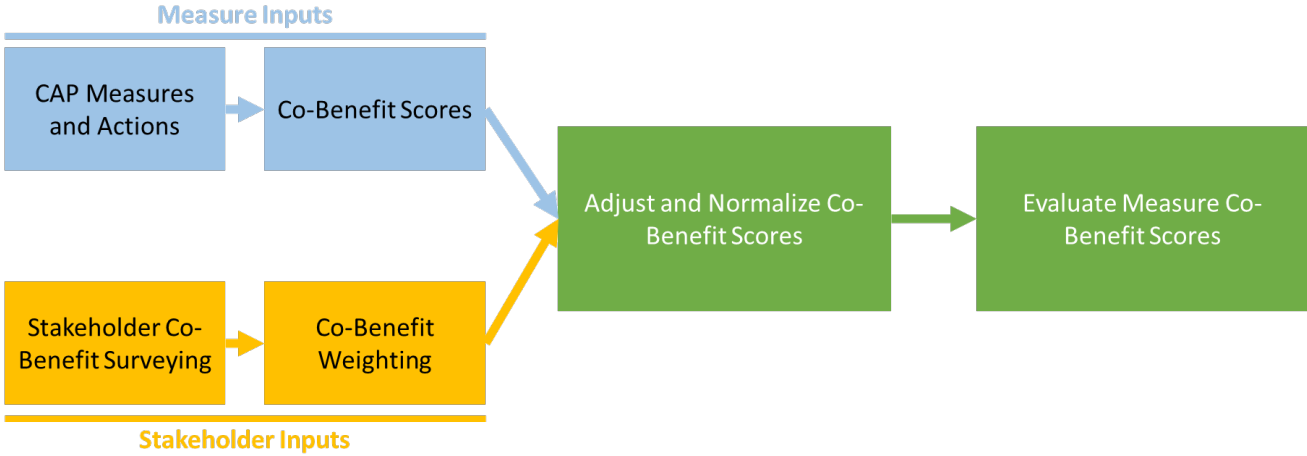 Measure Inputs
CAP Measures
and Actions
Co-Benefit Scores
Adjust and Normalize Co-
Benefit Scores
Evaluate Measure Co-
Benefit Scores
Stakeholder Co-
Benefit Surveying
Co-Benefit
Weighting
Stakeholder Inputs